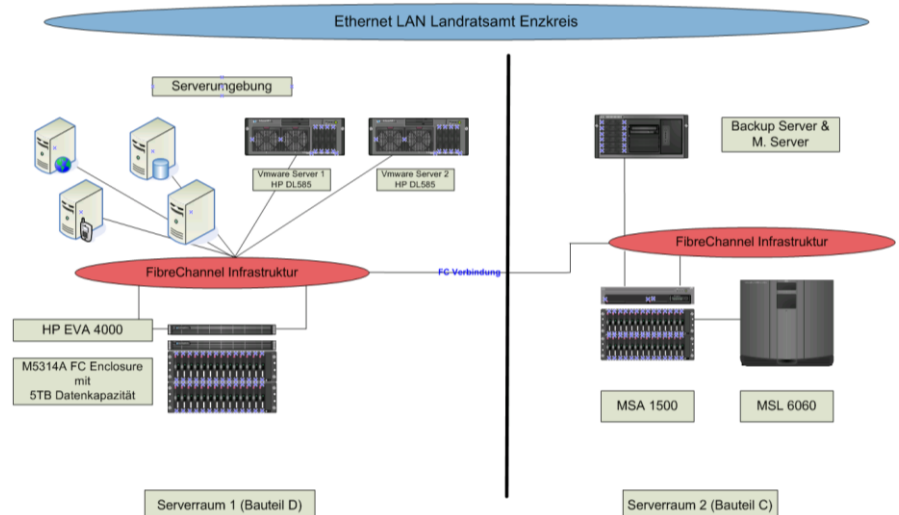 Ethernet LAN Landratsamt Enzkreis
Serverumgebung
Vmware Server 1
HP DL585
Vmware Server 2
HP DL585
Backup Server &
M. Server
FibreChannel Infrastruktur
FC Verbindung
FibreChannel Infrastruktur
HP EVA 4000
M5314A FC Enclosure
mit
5TB Datenkapazität
MSA 1500
MSL 6060
Serverraum 1 (Bauteil D)
Serverraum 2 (Bauteil C)